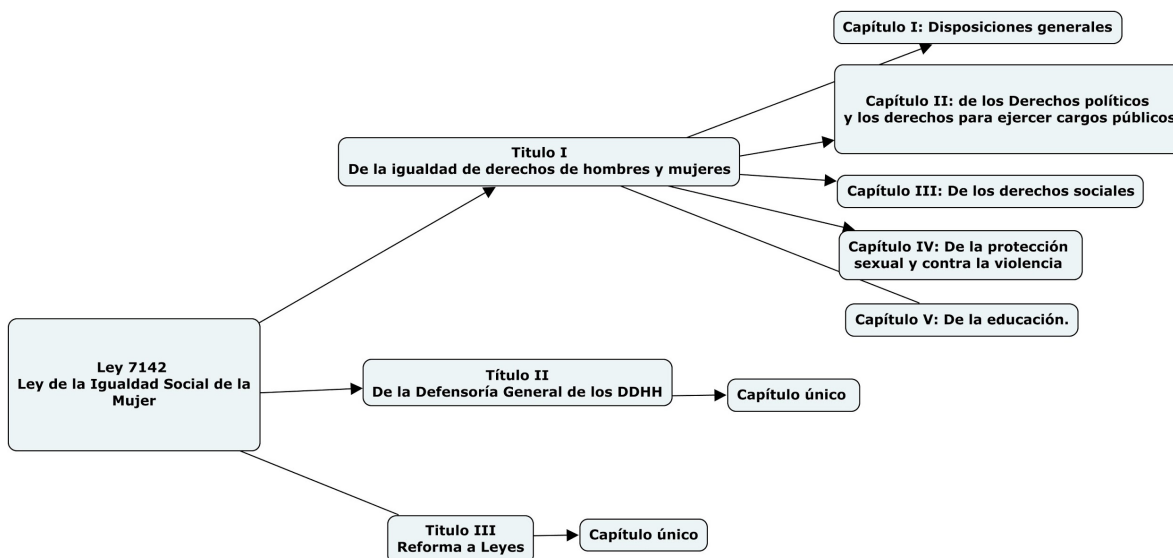 Ley 7142
Ley de la Igualdad Social de la
Mujer
Titulo I
De la igualdad de derechos de hombres y mujeres
Capítulo I: Disposiciones generales
Capítulo II: de los Derechos políticos
y los derechos para ejercer cargos públicos
Capítulo III: De los derechos sociales
Capítulo IV: De la protección
sexual y contra la violencia
Capítulo V: De la educación.
Título II
De la Defensoría General de los DDHH
Capítulo único
Titulo III
Reforma a Leyes
Capítulo único